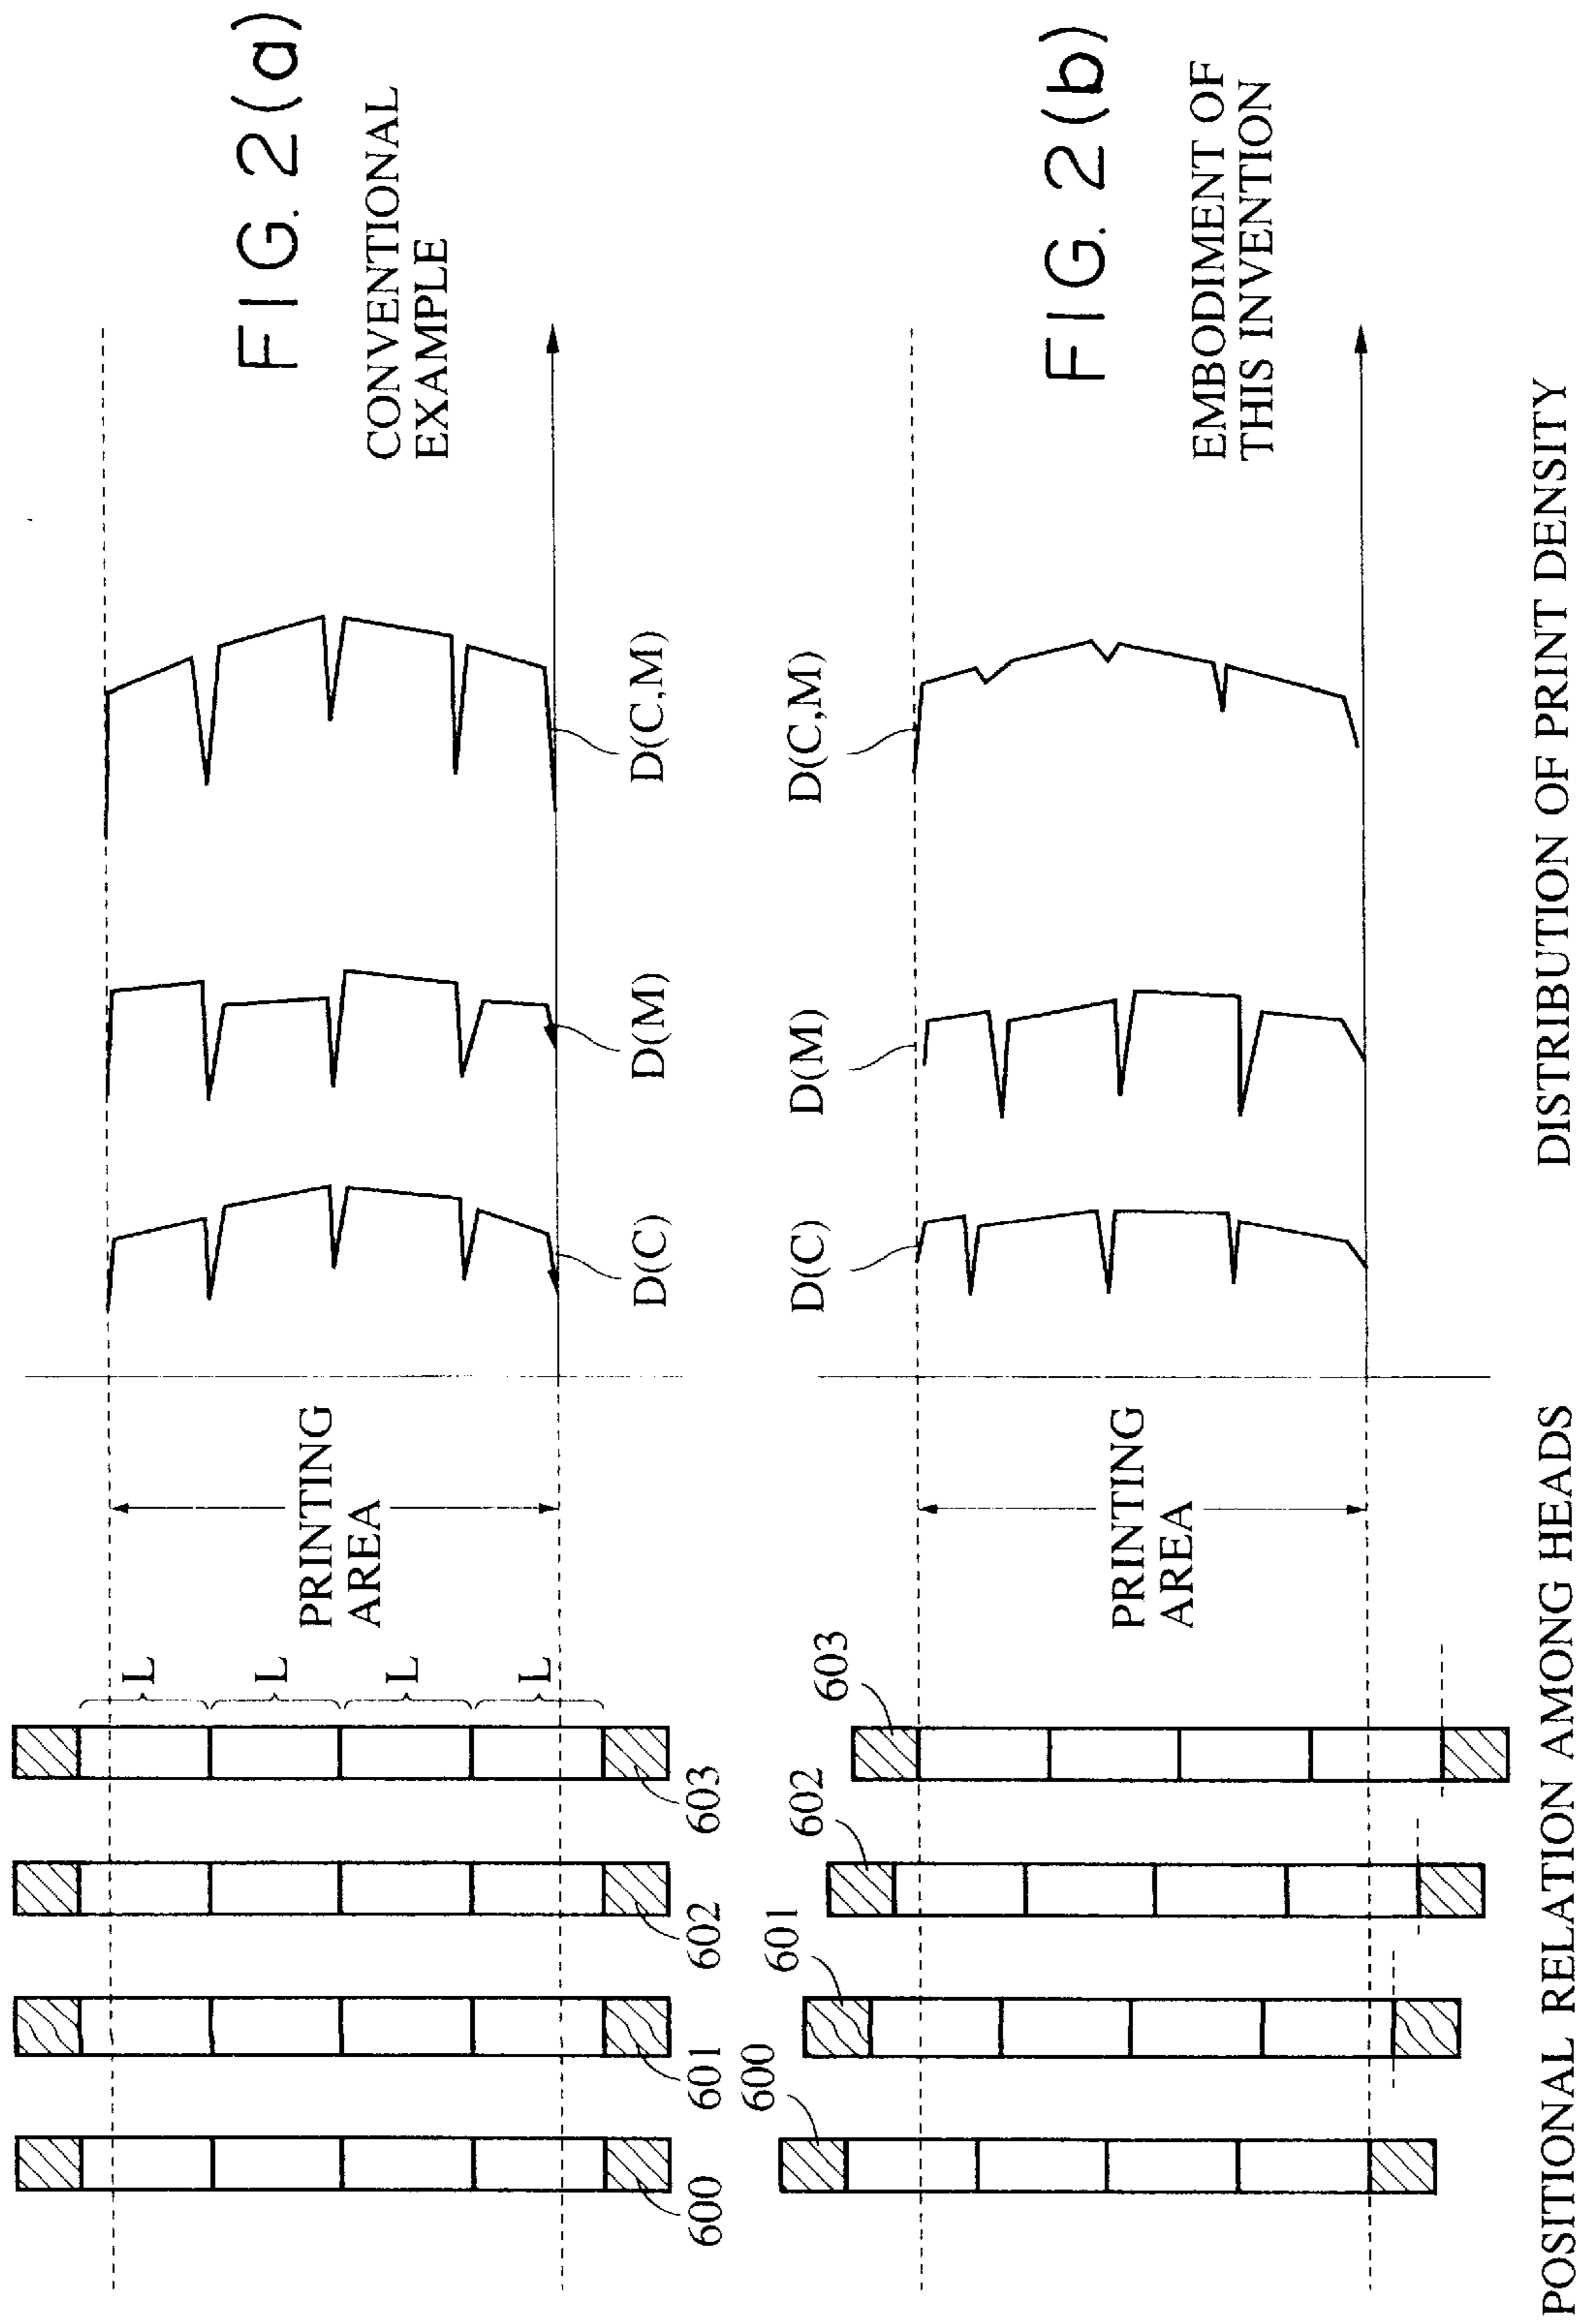 FIG. 2(a)
CONVENTIONAL
EXAMPLE
D(C)
D(M)
D(C,M)
PRINTING
AREA
L
L
L
L
600
601
602
603
FIG. 2(b)
EMBODIMENT OF
THIS INVENTION
D(C)
D(M)
D(C,M)
PRINTING
AREA
600
601
602
603
POSITIONAL RELATION AMONG HEADS
DISTRIBUTION OF PRINT DENSITY